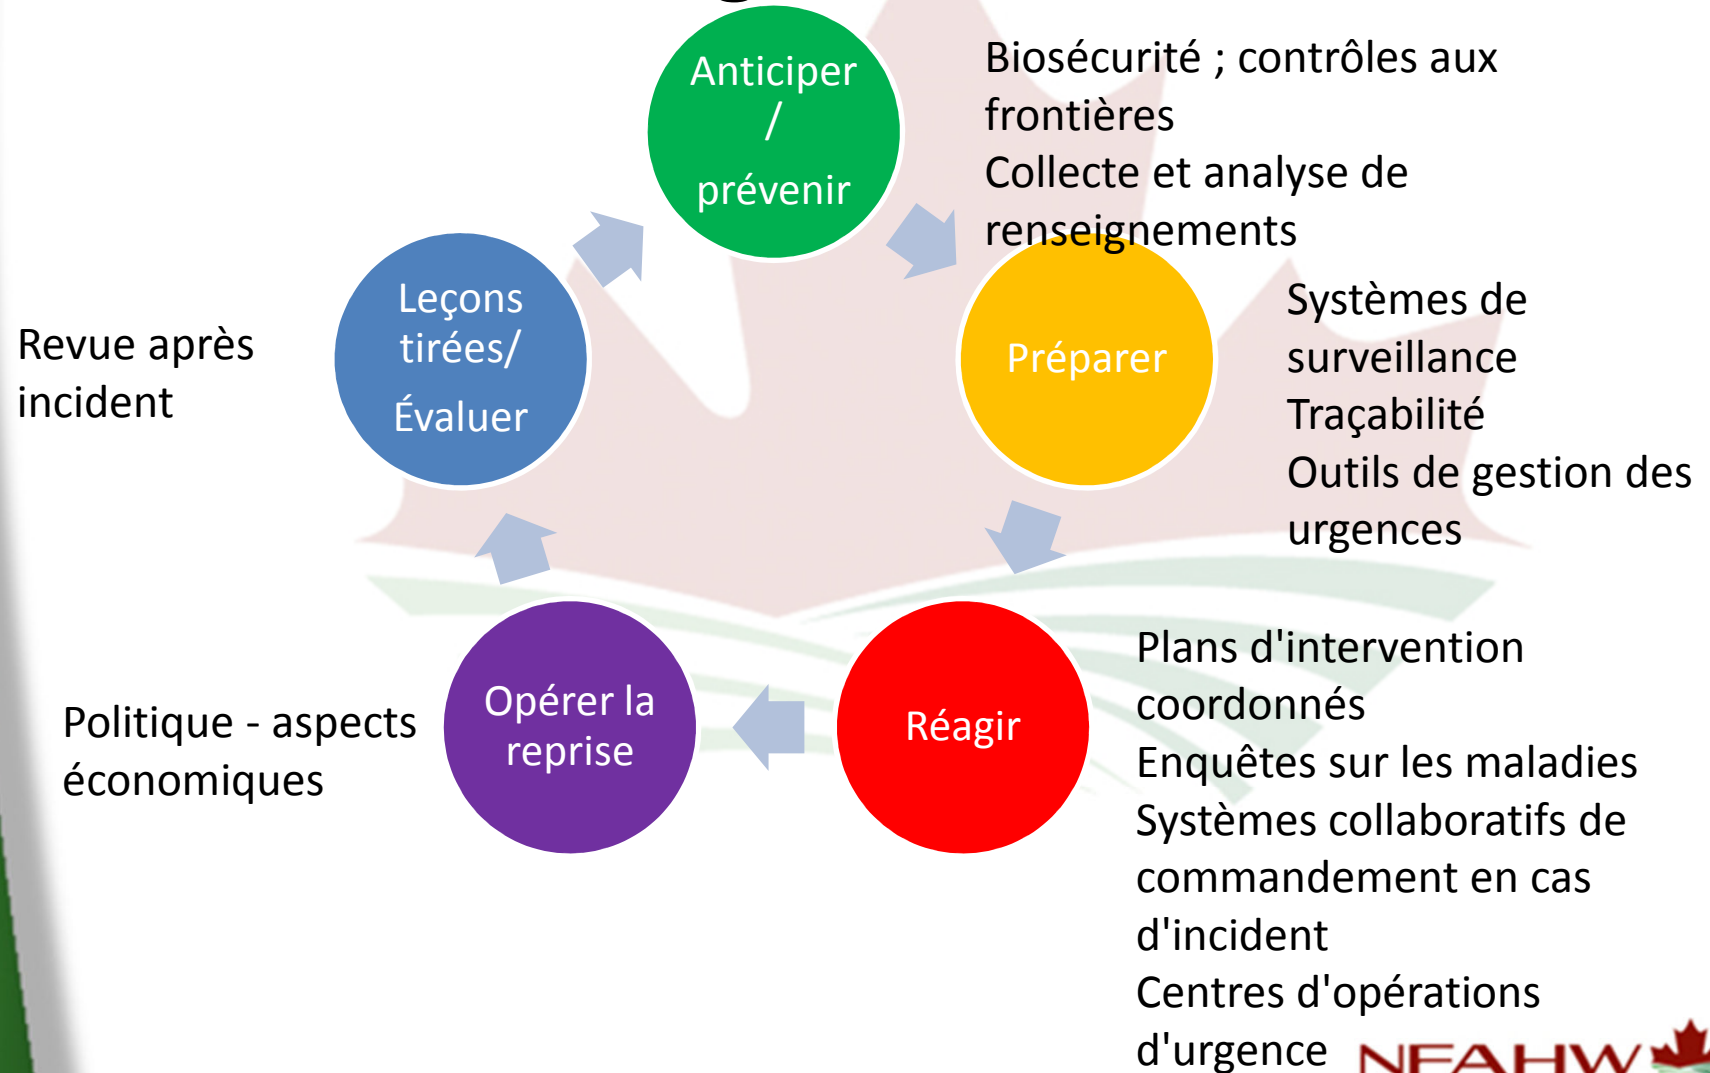 Anticiper
/
prévenir
Biosécurité ; contrôles aux
frontières
Collecte et analyse de
renseignements
Préparer
Systèmes de
surveillance
Traçabilité
Outils de gestion des
urgences
Réagir
Plans d'intervention
coordonnés
Enquêtes sur les maladies
Systèmes collaboratifs de
commandement en cas
d'incident
Centres d'opérations
d'urgence
Opérer la
reprise
Politique - aspects
économiques
Leçons
tirées/
Évaluer
Revue après
incident
NFAHW